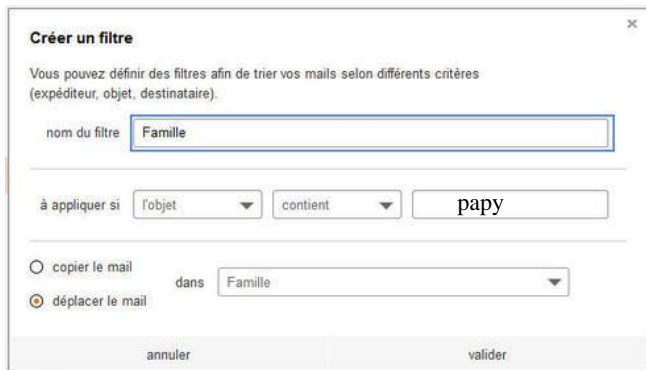 ×
Créer un filtre
Vous pouvez définir des filtres afin de trier vos mails selon différents critères
(expéditeur, objet, destinataire).
nom du filtre Famille
à appliquer si l'objet contient papy
copier le mail
dans Famille
déplacer le mail
annuler valider